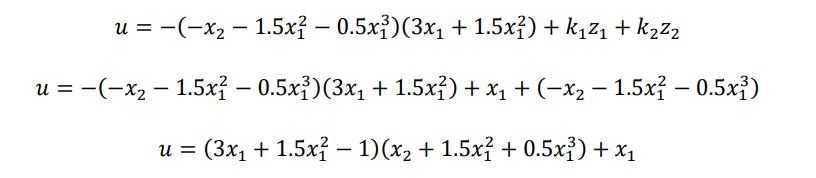 u = −(−x₂ − 1.5x₁² − 0.5x₁³)(3x₁ + 1.5x₁²) + k₁z₁ + k₂z₂
u = −(−x₂ − 1.5x₁² − 0.5x₁³)(3x₁ + 1.5x₁²) + x₁ + (−x₂ − 1.5x₁² − 0.5x₁³)
u = (3x₁ + 1.5x₁² − 1)(x₂ + 1.5x₁² + 0.5x₁³) + x₁